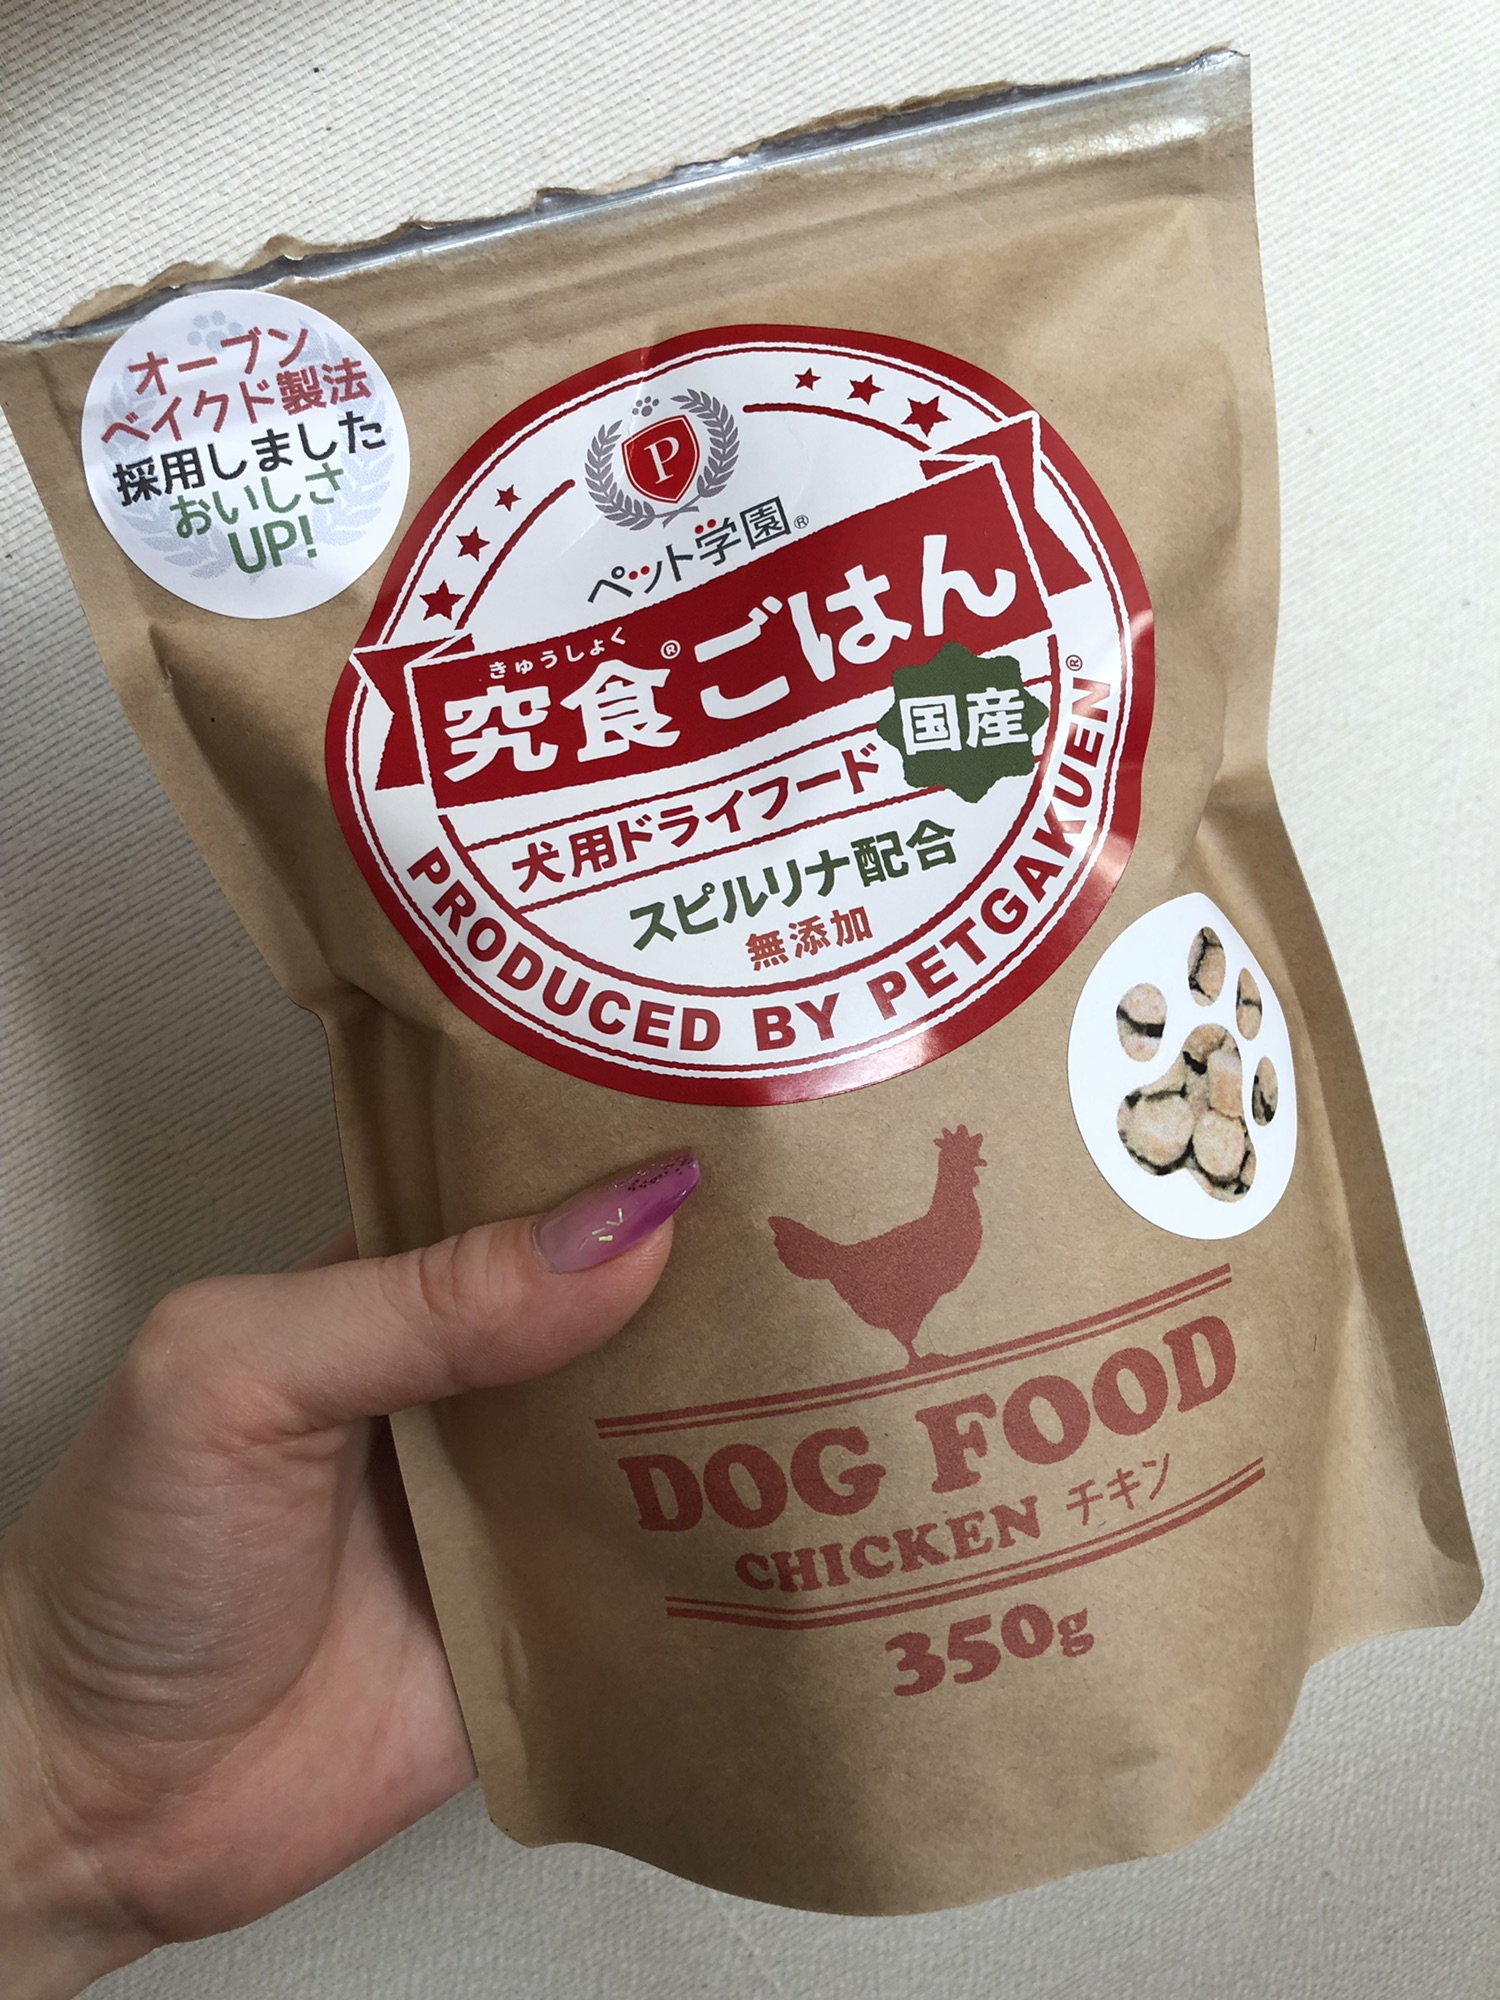 オーブン
ベイクド製法
採用しました
おいしさ
UP!
P
ペット学園®
きゅうしょく
究食®ごはん
国産
犬用ドライフード
スピルリナ配合
無添加
PRODUCED BY PETGAKUEN®
DOG FOOD
CHICKEN チキン
350g